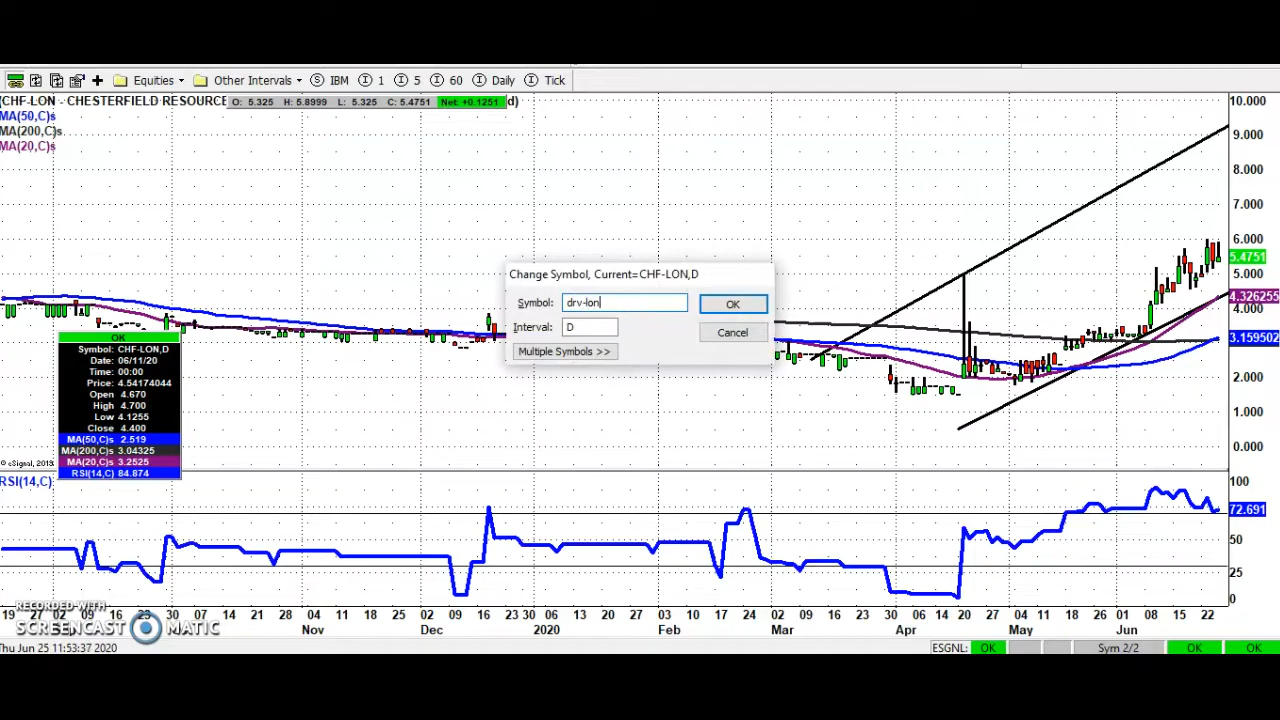 Equities Other Intervals S IBM I 1 I 5 I 60 I Daily I Tick
(CHF-LON - CHESTERFIELD RESOURCE O: 5.325 H: 5.8999 L: 5.325 C: 5.4751 Net: +0.1251 d)
MA(50,C)s
MA(200,C)s
MA(20,C)s
10.000
9.000
8.000
7.000
6.000
5.4751
5.000
4.326255
4.000
3.159502
2.000
1.000
0.000
Change Symbol, Current=CHF-LON,D
Symbol: drv-lon OK
Interval: D Cancel
Multiple Symbols >>
OK
Symbol: CHF-LON,D
Date: 06/11/20
Time: 00:00
Price: 4.54174044
Open 4.670
High 4.700
Low 4.1255
Close 4.400
MA(50,C)s 2.519
MA(200,C)s 3.04325
MA(20,C)s 3.2525
RSI(14,C) 84.874
© eSignal, 2019
RSI(14,C)
100
72.691
50
25
0
19 27 02 09 16 23 30 07 14 21 28 04 11 18 25 02 09 16 23 30 06 13 20 27 03 10 17 24 02 09 16 23 30 06 14 20 27 04 11 18 26 01 08 15 22
Nov Dec 2020 Feb Mar Apr May Jun
RECORDED WITH
SCREENCAST MATIC
Thu Jun 25 11:53:37 2020 ESGNL: OK Sym 2/2 OK OK